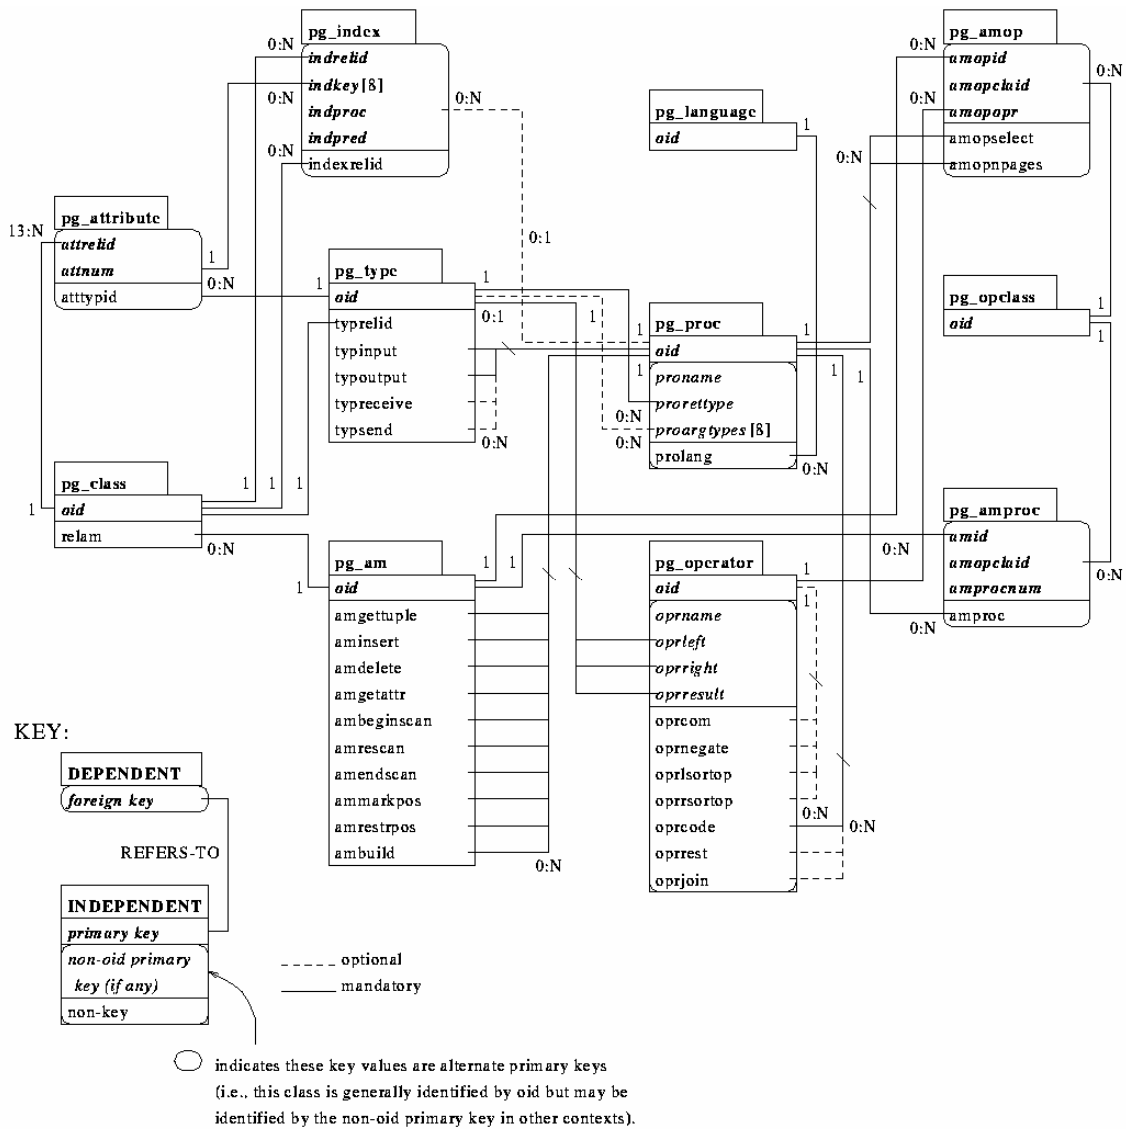 pg_index
0:N
indrelid
indkey[8]
0:N
0:N
indproc
indpred
0:N
indexrelid
pg_language
1
oid
pg_amop
0:N
amopid
0:N
amopclaid
0:N
amopopr
amopselect
0:N
amopnpages
pg_attribute
13:N
attrelid
1
attnum
0:N
atttypid
0:1
pg_type
1
1
oid
0:1
1
typrelid
typinput
typoutput
typreceive
typsend
0:N
pg_proc
1
1
oid
1
1
1
proname
prorettype
0:N
proargtypes[8]
0:N
prolang
0:N
pg_opclass
1
oid
1
pg_class
1
1
1
1
oid
relam
0:N
pg_am
1
1
1
oid
amgettuple
aminsert
amdelete
amgetattr
ambeginscan
amrescan
amendscan
ammarkpos
amrestrpos
ambuild
0:N
pg_operator
1
oid
1
oprname
oprleft
oprright
oprresult
oprcom
oprnegate
oprlsortop
oprrsortop
0:N
oprcode
0:N
oprrest
oprjoin
pg_amproc
amid
0:N
amopclaid
0:N
amprocnum
amproc
0:N
KEY:
DEPENDENT
foreign key
REFERS-TO
INDEPENDENT
primary key
non-oid primary
key (if any)
non-key
optional
mandatory
indicates these key values are alternate primary keys
(i.e., this class is generally identified by oid but may be
identified by the non-oid primary key in other contexts).